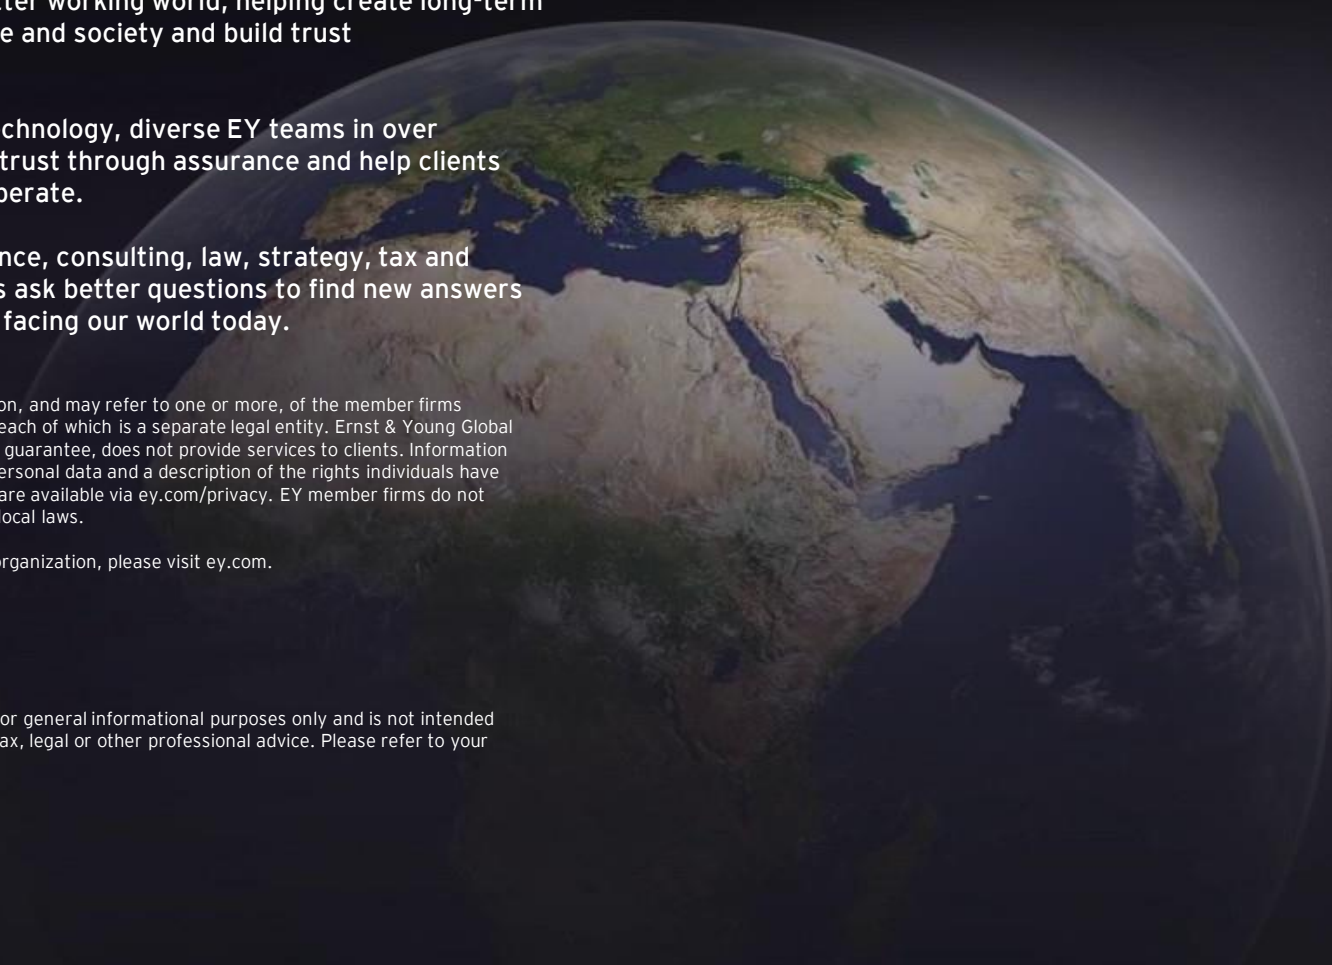 tter working world, helping create long-term
e and society and build trust
chnology, diverse EY teams in over
trust through assurance and help clients
perate.
nce, consulting, law, strategy, tax and
s ask better questions to find new answers
facing our world today.
on, and may refer to one or more, of the member firms
each of which is a separate legal entity. Ernst & Young Global
guarantee, does not provide services to clients. Information
personal data and a description of the rights individuals have
are available via ey.com/privacy. EY member firms do not
local laws.
organization, please visit ey.com.
or general informational purposes only and is not intended
ax, legal or other professional advice. Please refer to your